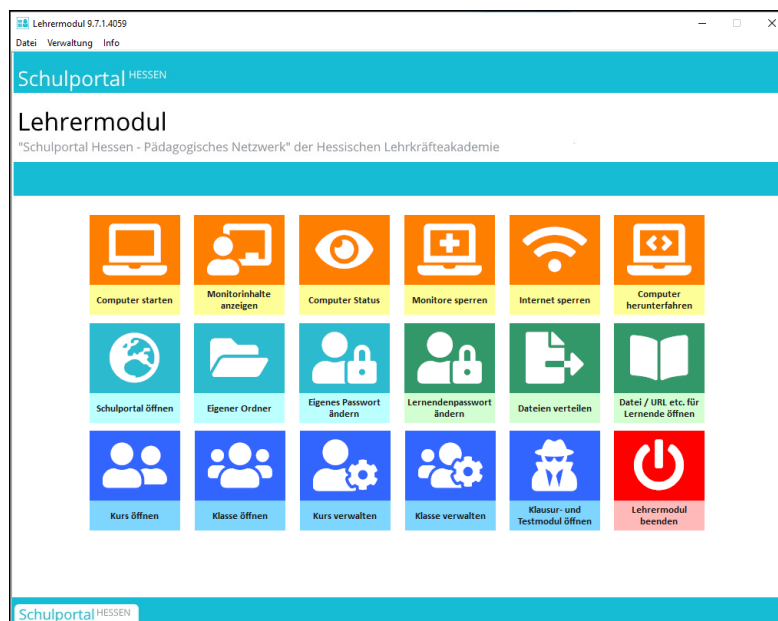 Lehrermodul 9.7.1.4059
Datei Verwaltung Info
Schulportal HESSEN
Lehrermodul
"Schulportal Hessen - Pädagogisches Netzwerk" der Hessischen Lehrkräfteakademie
Computer starten
Monitorinhalte
anzeigen
Computer Status
Monitore sperren
Internet sperren
Computer
herunterfahren
Schulportal öffnen
Eigener Ordner
Eigenes Passwort
ändern
Lernendenpasswort
ändern
Dateien verteilen
Datei / URL etc. für
Lernende öffnen
Kurs öffnen
Klasse öffnen
Kurs verwalten
Klasse verwalten
Klausur- und
Testmodul öffnen
Lehrermodul
beenden
Schulportal HESSEN